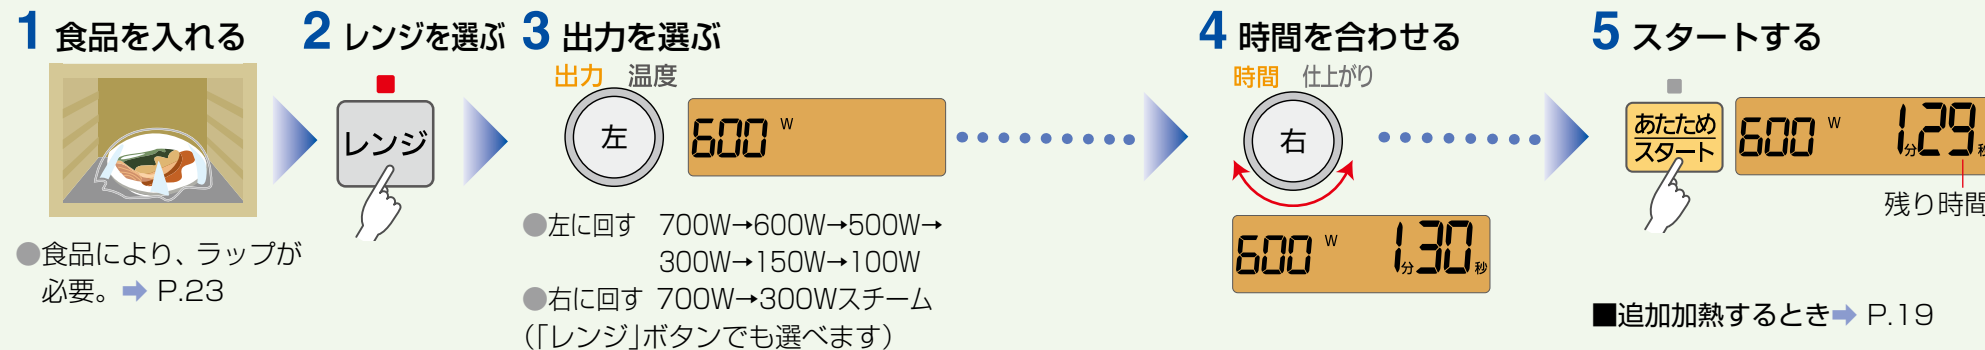 1 食品を入れる
●食品により、ラップが
必要。➡ P.23
2 レンジを選ぶ
レンジ
3 出力を選ぶ
出力 温度
左
600 W
●左に回す 700W→600W→500W→
300W→150W→100W
●右に回す 700W→300Wスチーム
(「レンジ」ボタンでも選べます)
4 時間を合わせる
時間 仕上がり
右
600 W 1分30秒
5 スタートする
あたため
スタート
600 W 1分29秒
残り時間
■追加加熱するとき➡ P.19